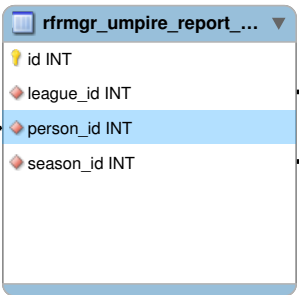 rfrmgr_umpire_report_...
id INT
league_id INT
person_id INT
season_id INT